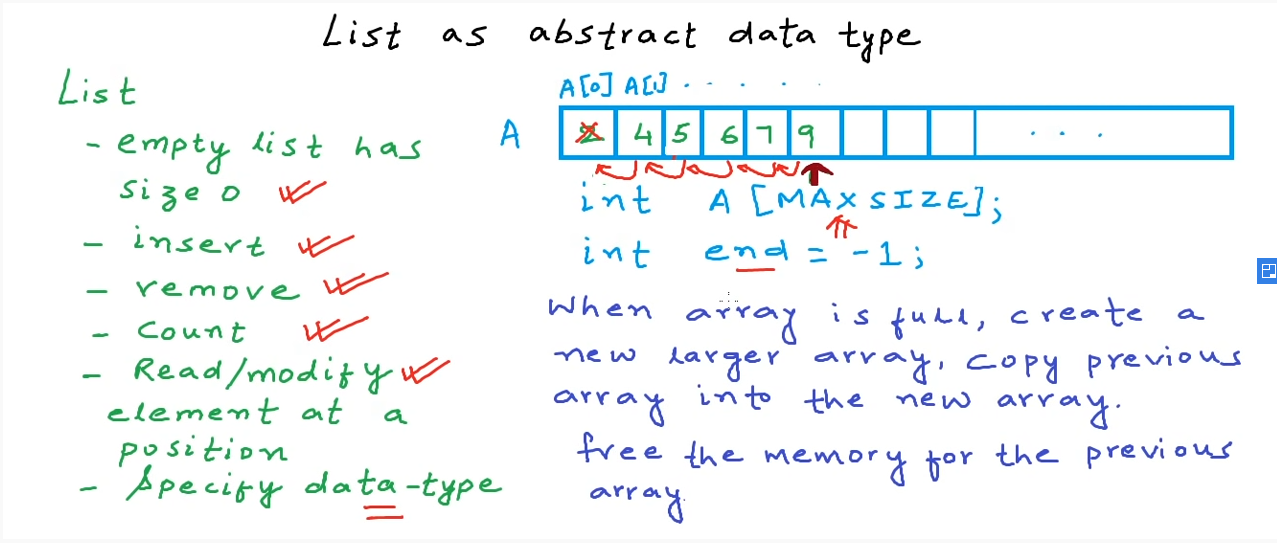 List as abstract data type
List
- empty list has
size 0
- insert
- remove
- count
- Read/modify
element at a
position
- Specify data-type
A[0] A[1] . . . . .
A 2 4 5 6 7 9 . . .
int A [MAXSIZE];
int end = -1;
When array is full, create a
new larger array, copy previous
array into the new array.
free the memory for the previous
array.